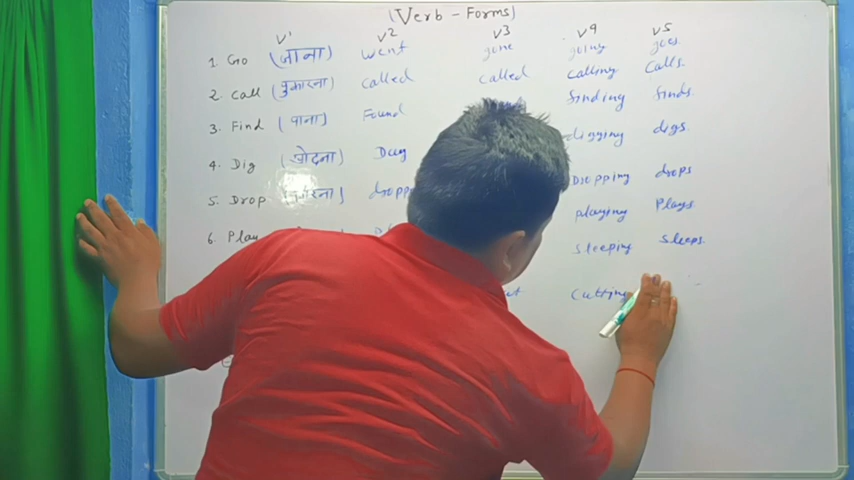 (Verb - Forms)
V1 V2 V3 V4 V5
1. Go (जाना) went gone going goes.
2. Call (पुकारना) called called calling calls.
3. Find (पाना) Found finding finds.
4. Dig (खोदना) Dug digging digs.
5. Drop Dropping drops
6. Play playing Plays.
sleeping sleeps.
cutting